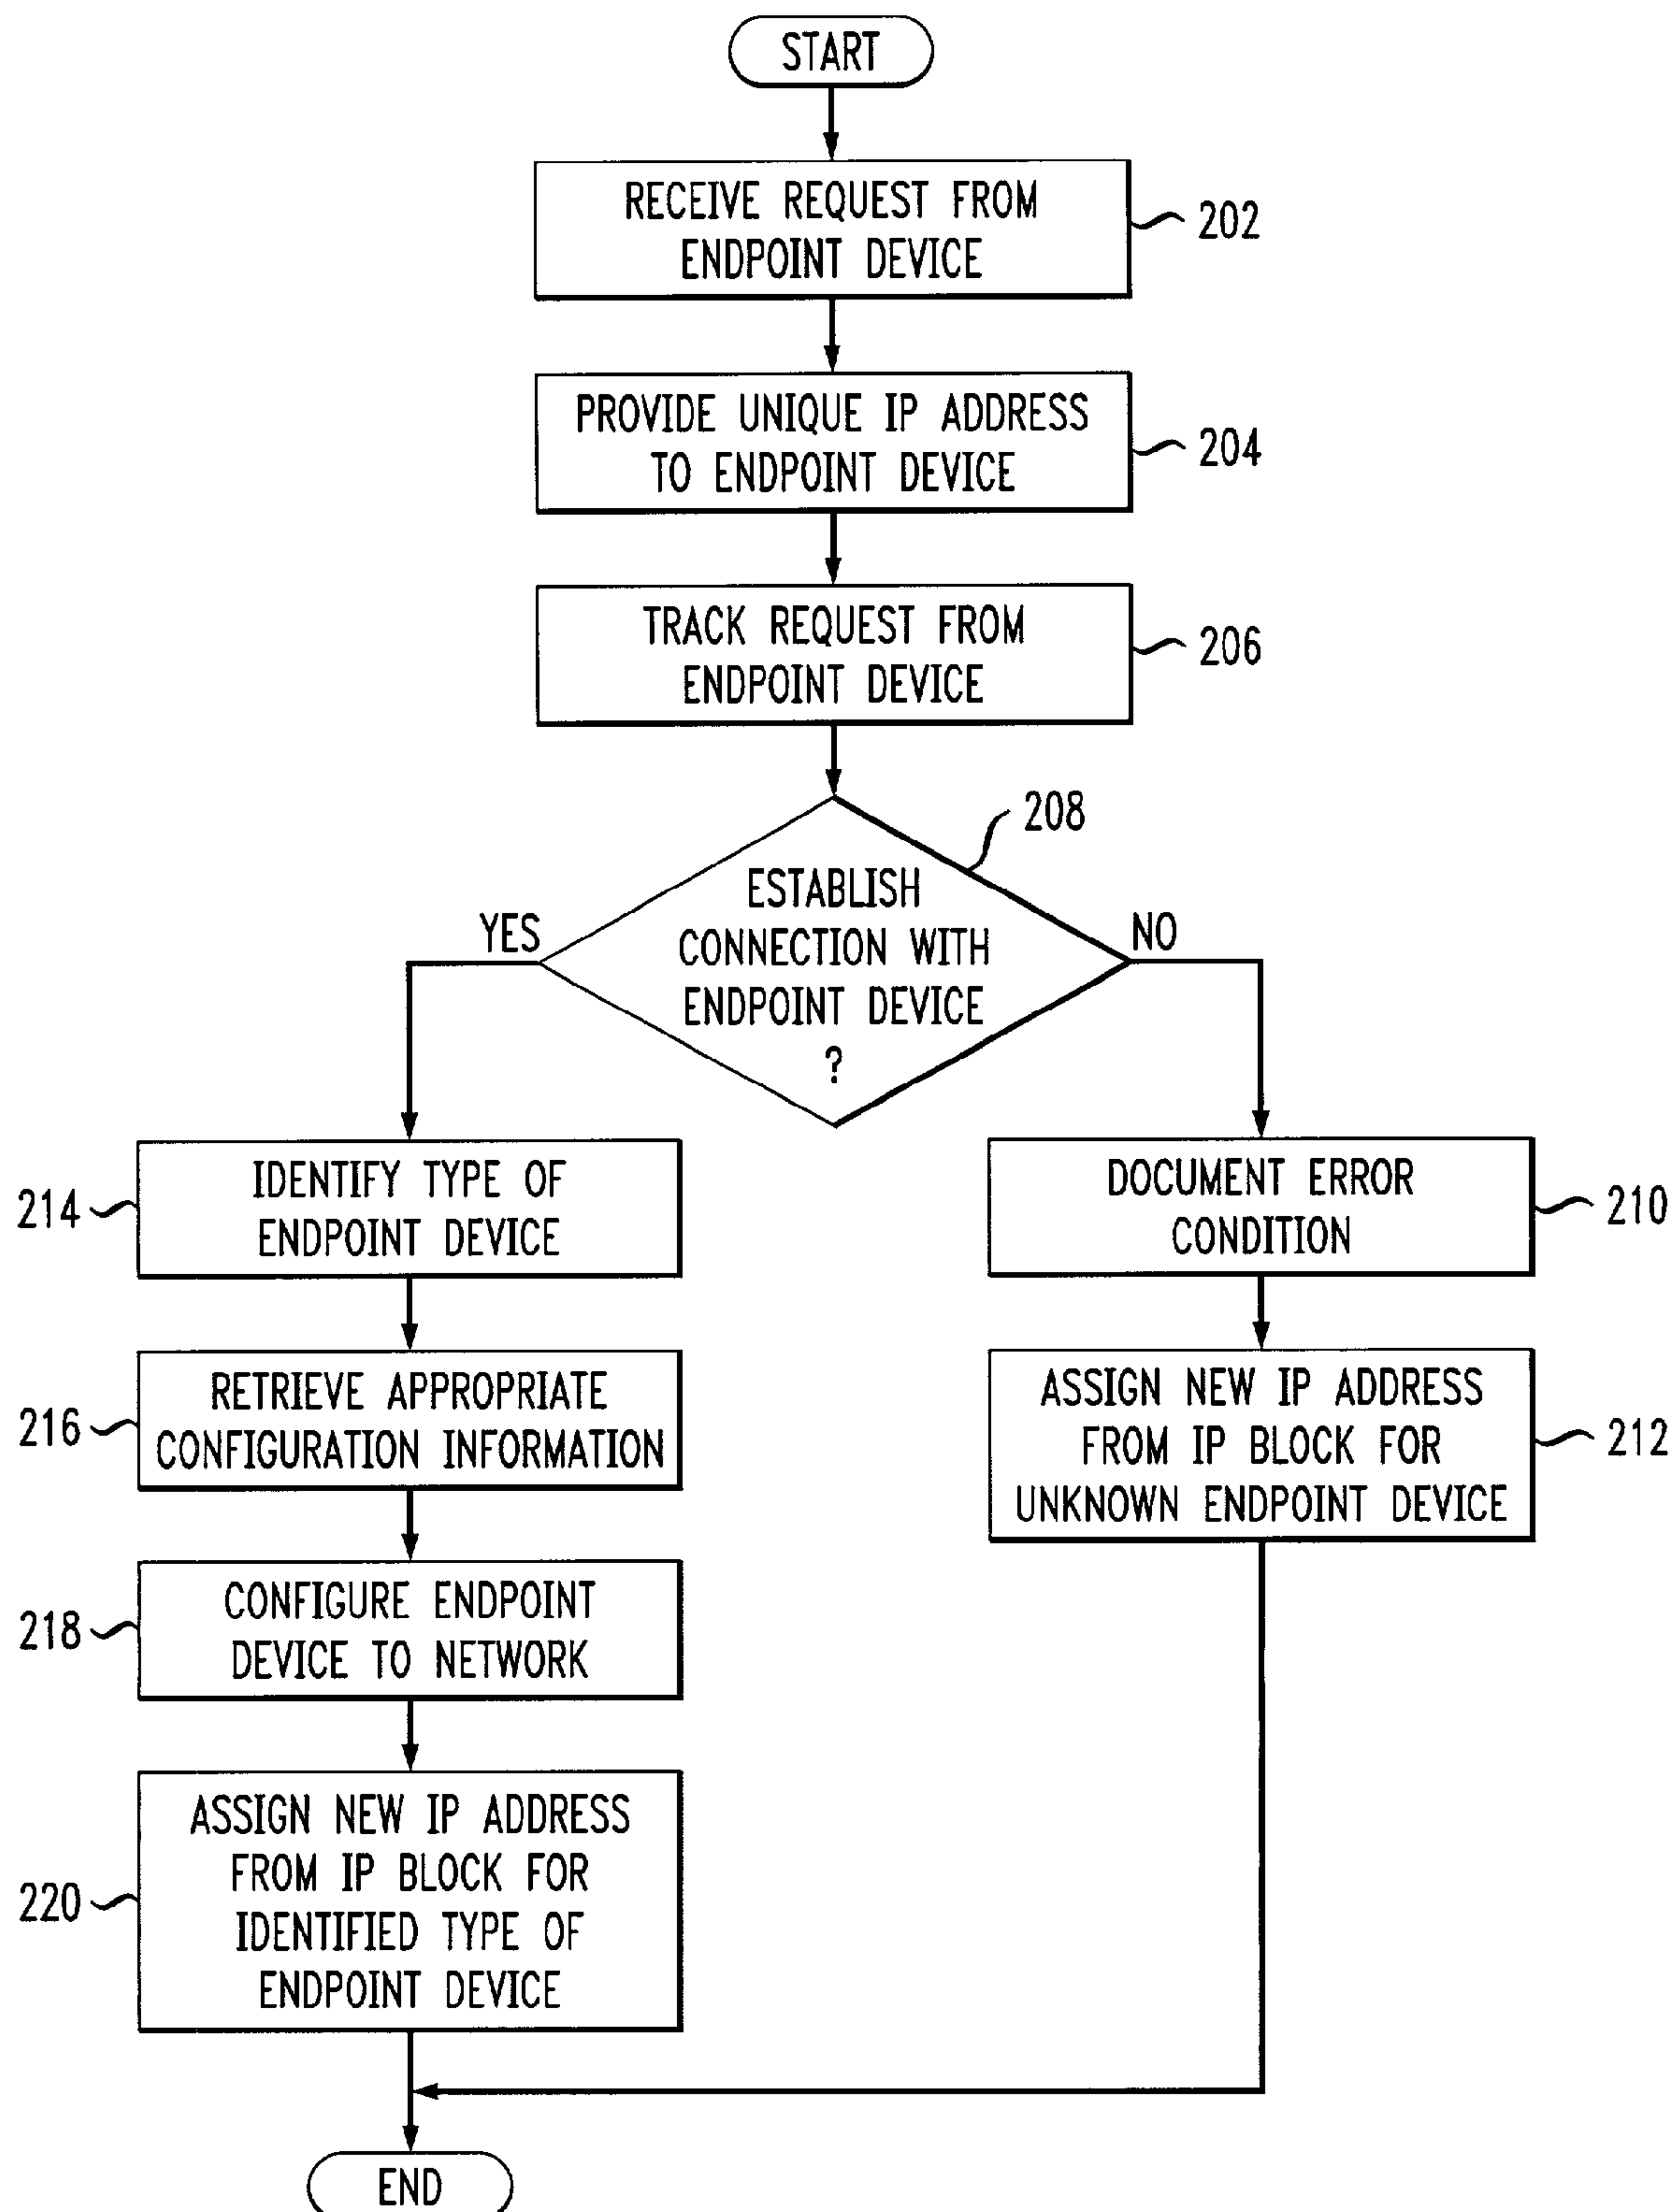 START
RECEIVE REQUEST FROM
ENDPOINT DEVICE
202
PROVIDE UNIQUE IP ADDRESS
TO ENDPOINT DEVICE
204
TRACK REQUEST FROM
ENDPOINT DEVICE
206
208
ESTABLISH
CONNECTION WITH
ENDPOINT DEVICE
?
YES
NO
214
IDENTIFY TYPE OF
ENDPOINT DEVICE
216
RETRIEVE APPROPRIATE
CONFIGURATION INFORMATION
218
CONFIGURE ENDPOINT
DEVICE TO NETWORK
220
ASSIGN NEW IP ADDRESS
FROM IP BLOCK FOR
IDENTIFIED TYPE OF
ENDPOINT DEVICE
DOCUMENT ERROR
CONDITION
210
ASSIGN NEW IP ADDRESS
FROM IP BLOCK FOR
UNKNOWN ENDPOINT DEVICE
212
END